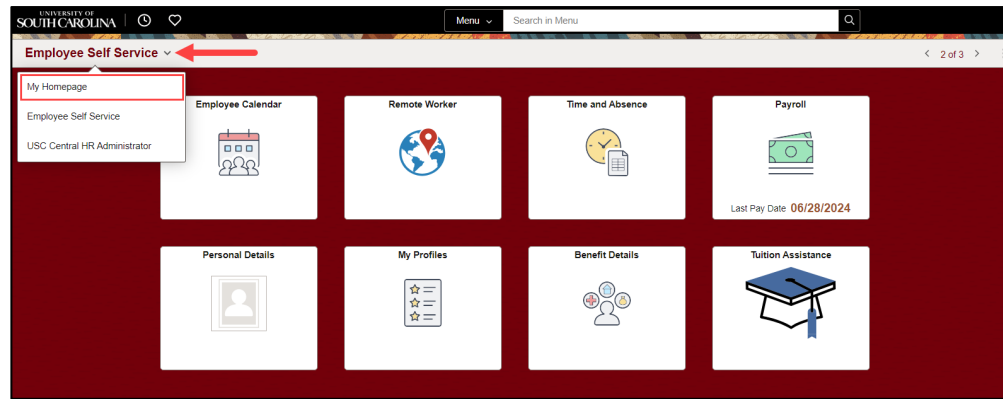 UNIVERSITY OF
SOUTH CAROLINA
Menu
Search in Menu
Employee Self Service
2 of 3
My Homepage
Employee Self Service
USC Central HR Administrator
Employee Calendar
Remote Worker
Time and Absence
Payroll
Last Pay Date 06/28/2024
Personal Details
My Profiles
Benefit Details
Tuition Assistance